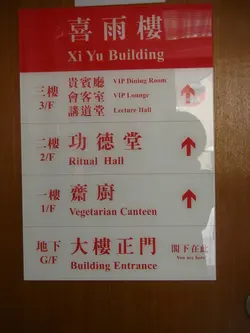 喜雨樓
Xi Yu Building
三樓
3/F
貴賓廳 VIP Dining Room
會客室 VIP Lounge
講道堂 Lecture Hall
二樓
2/F
功德堂
Ritual Hall
一樓
1/F
齋廚
Vegetarian Canteen
地下
G/F
大樓正門
Building Entrance
閣下在此
You are here